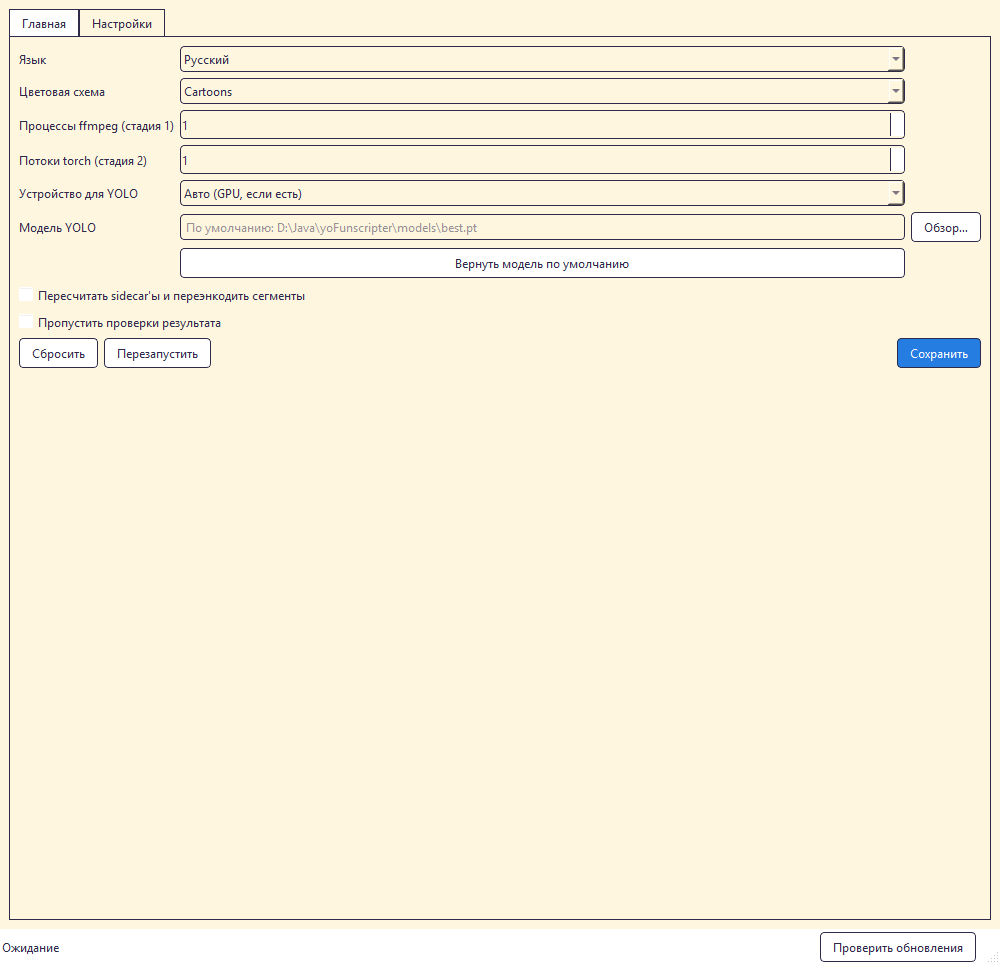 Главная Настройки
Язык Русский
Цветовая схема Cartoons
Процессы ffmpeg (стадия 1) 1
Потоки torch (стадия 2) 1
Устройство для YOLO Авто (GPU, если есть)
Модель YOLO По умолчанию: D:\Java\yoFunscripter\models\best.pt Обзор...
Вернуть модель по умолчанию
Пересчитать sidecar'ы и переэнкодить сегменты
Пропустить проверки результата
Сбросить Перезапустить Сохранить
Ожидание Проверить обновления